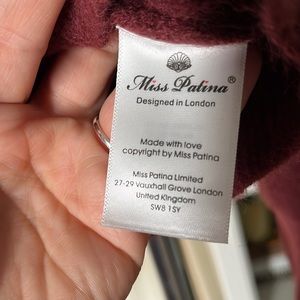 Miss Patina®
Designed in London
Made with love
copyright by Miss Patina
Miss Patina Limited
27-29 Vauxhall Grove London
United Kingdom
SW8 1SY